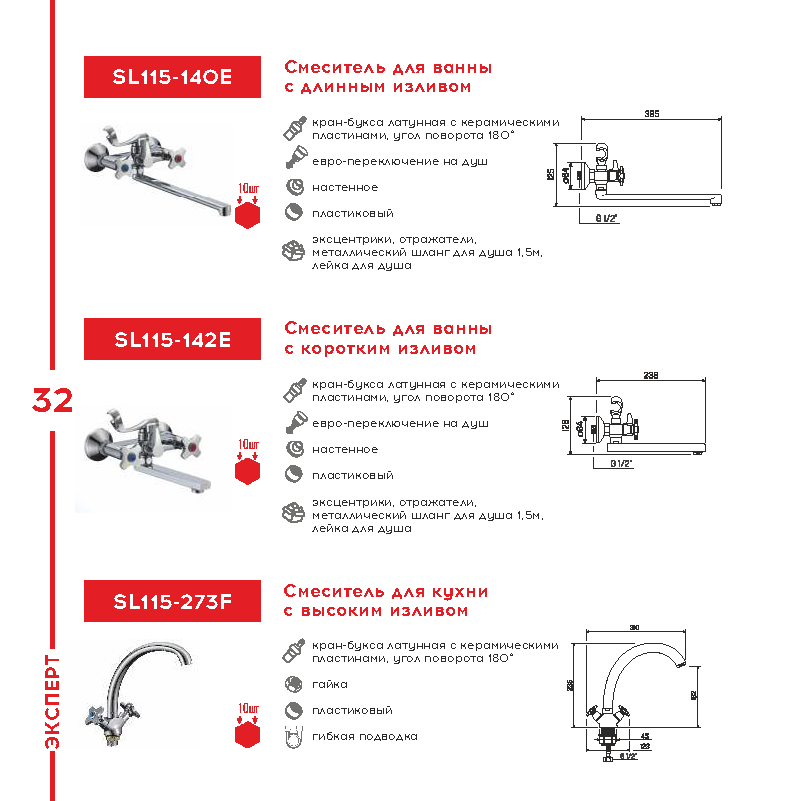 SL115-140E
Смеситель для ванны
с длинным изливом
кран-букса латунная с керамическими
пластинами, угол поворота 180°
евро-переключение на душ
настенное
пластиковый
эксцентрики, отражатели,
металлический шланг для душа 1,5м,
лейка для душа
10шт
385
125
ø64
G 1/2"
SL115-142E
Смеситель для ванны
с коротким изливом
кран-букса латунная с керамическими
пластинами, угол поворота 180°
евро-переключение на душ
настенное
пластиковый
эксцентрики, отражатели,
металлический шланг для душа 1,5м,
лейка для душа
10шт
238
128
ø64
G 1/2"
32
SL115-273F
Смеситель для кухни
с высоким изливом
кран-букса латунная с керамическими
пластинами, угол поворота 180°
гайка
пластиковый
гибкая подводка
10шт
45
123
G 1/2"
ЭКСПЕРТ